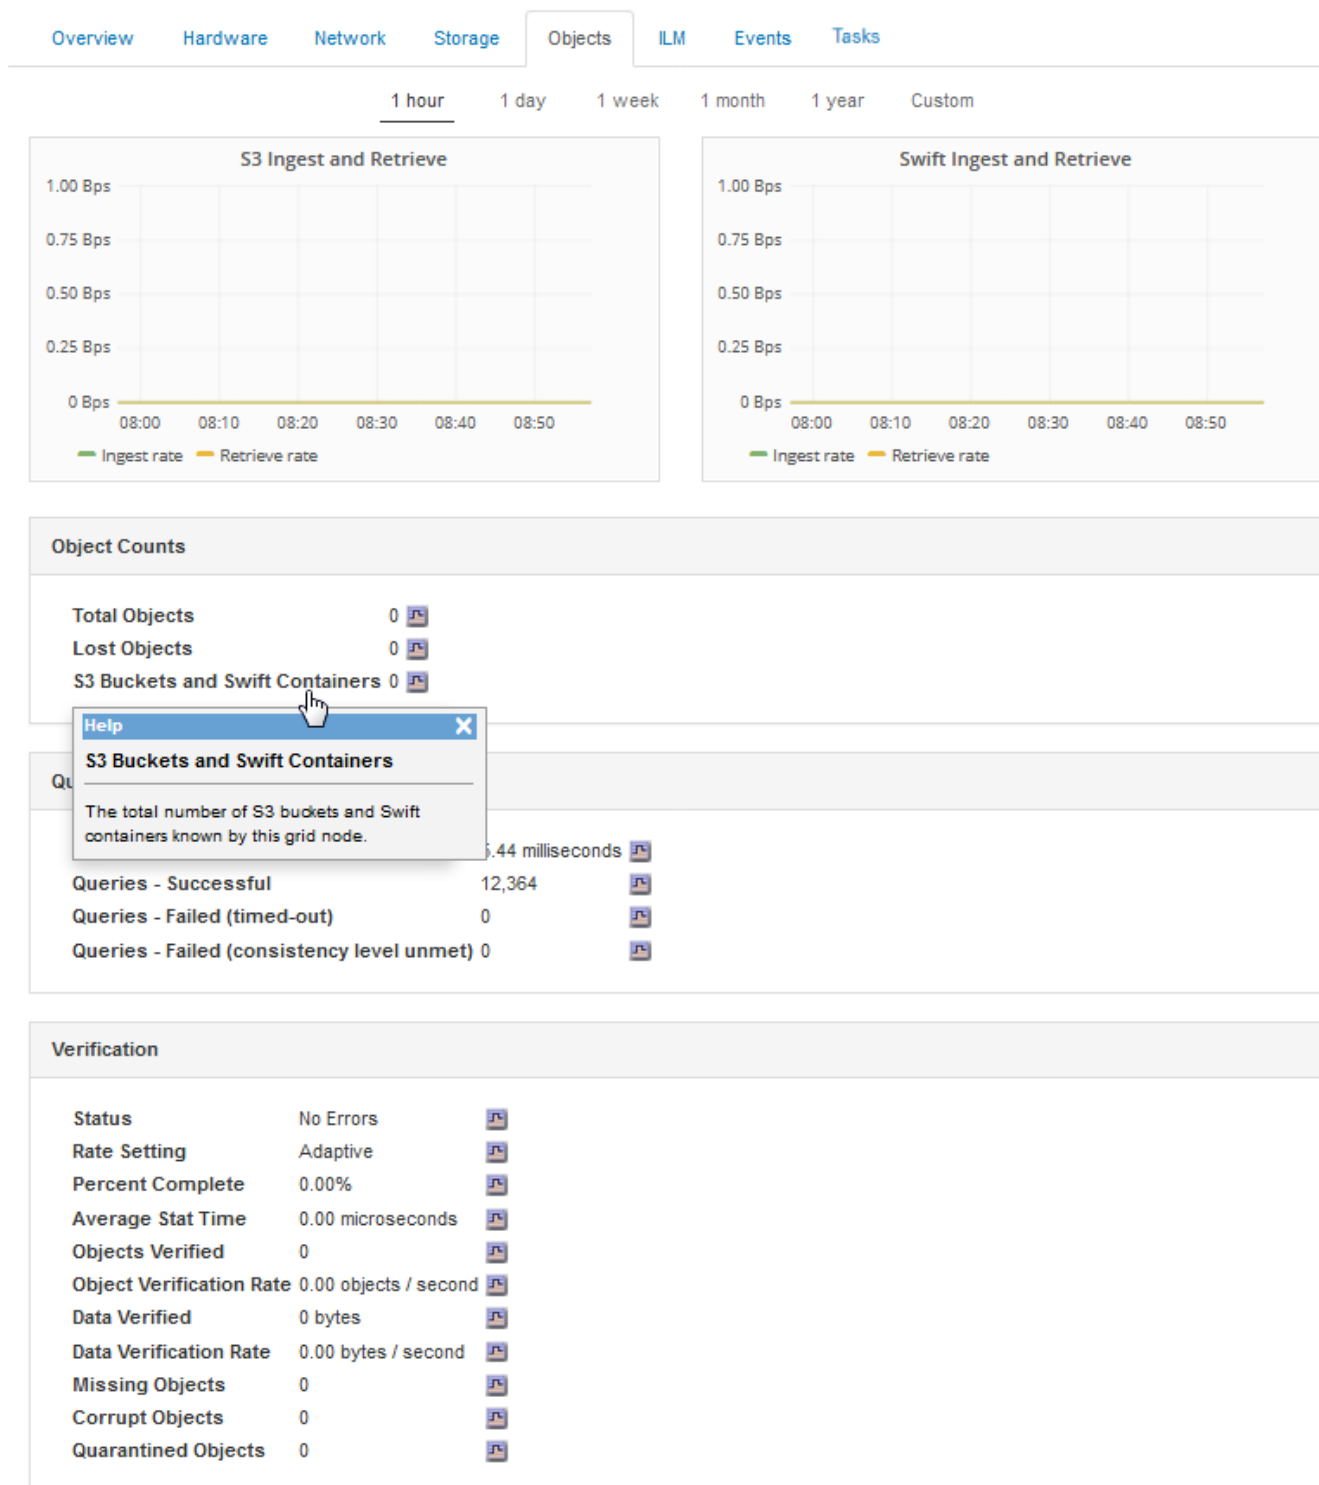 Overview Hardware Network Storage Objects ILM Events Tasks
1 hour 1 day 1 week 1 month 1 year Custom
S3 Ingest and Retrieve
1.00 Bps
0.75 Bps
0.50 Bps
0.25 Bps
0 Bps
08:00 08:10 08:20 08:30 08:40 08:50
Ingest rate Retrieve rate
Swift Ingest and Retrieve
1.00 Bps
0.75 Bps
0.50 Bps
0.25 Bps
0 Bps
08:00 08:10 08:20 08:30 08:40 08:50
Ingest rate Retrieve rate
Object Counts
Total Objects 0
Lost Objects 0
S3 Buckets and Swift Containers 0
Help
S3 Buckets and Swift Containers
The total number of S3 buckets and Swift
containers known by this grid node.
.44 milliseconds
Queries - Successful 12,364
Queries - Failed (timed-out) 0
Queries - Failed (consistency level unmet) 0
Verification
Status No Errors
Rate Setting Adaptive
Percent Complete 0.00%
Average Stat Time 0.00 microseconds
Objects Verified 0
Object Verification Rate 0.00 objects / second
Data Verified 0 bytes
Data Verification Rate 0.00 bytes / second
Missing Objects 0
Corrupt Objects 0
Quarantined Objects 0